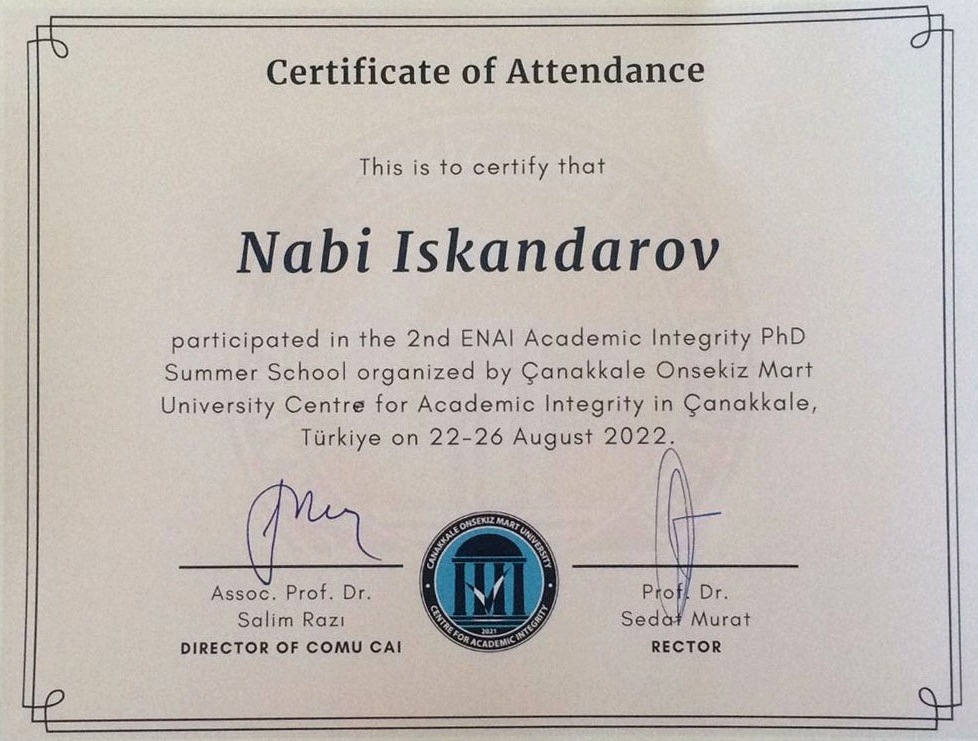 Certificate of Attendance
This is to certify that
Nabi Iskandarov
participated in the 2nd ENAI Academic Integrity PhD
Summer School organized by Çanakkale Onsekiz Mart
University Centre for Academic Integrity in Çanakkale,
Türkiye on 22-26 August 2022.
Assoc. Prof. Dr.
Salim Razı
DIRECTOR OF COMU CAI
ÇANAKKALE ONSEKIZ MART UNIVERSITY
2021
CENTRE FOR ACADEMIC INTEGRITY
Prof. Dr.
Sedat Murat
RECTOR